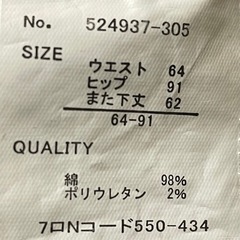 No. 524937-305
SIZE
ウエスト 64
ヒップ 91
また下丈 62
64-91
QUALITY
綿 98%
ポリウレタン 2%
7ロNコード550-434